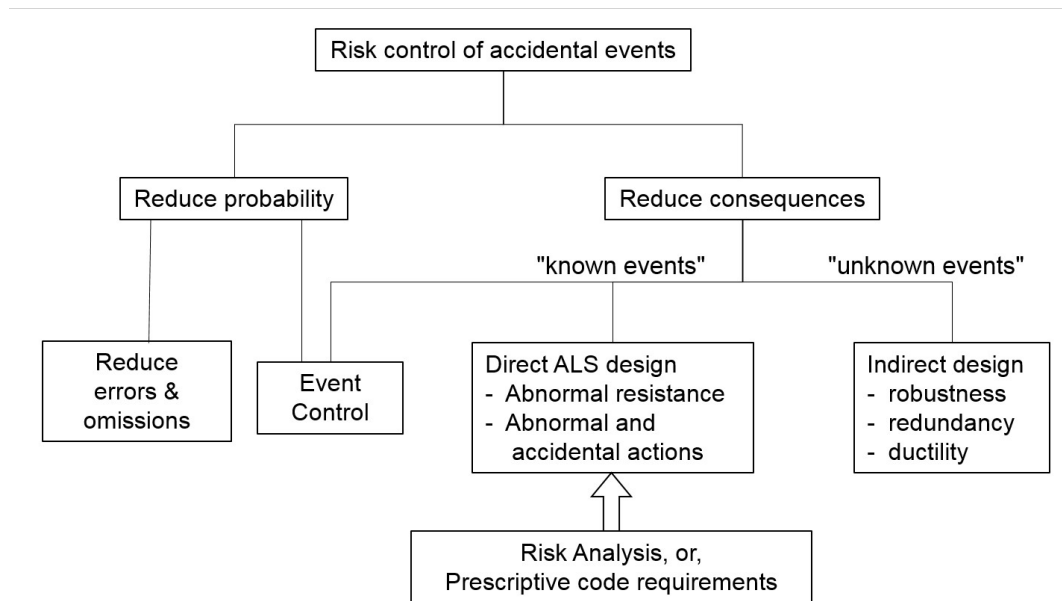 Risk control of accidental events
Reduce probability
Reduce consequences
"known events"
"unknown events"
Reduce
errors &
omissions
Event
Control
Direct ALS design
- Abnormal resistance
- Abnormal and
accidental actions
Indirect design
- robustness
- redundancy
- ductility
Risk Analysis, or,
Prescriptive code requirements